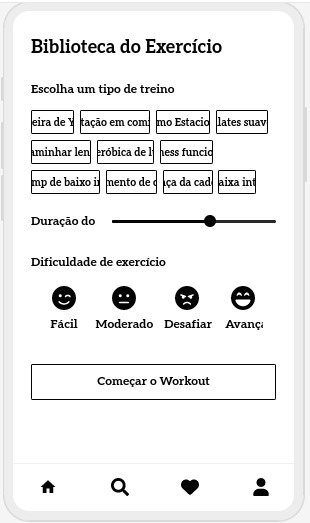 Biblioteca do Exercício
Escolha um tipo de treino
eira de Y tação em com mo Estacio lates suav
aminhar len eróbica de l ness funcio
mp de baixo i mento de c nça da cad aixa int
Duração do
Dificuldade de exercício
Fácil Moderado Desafiar Avanç
Começar o Workout